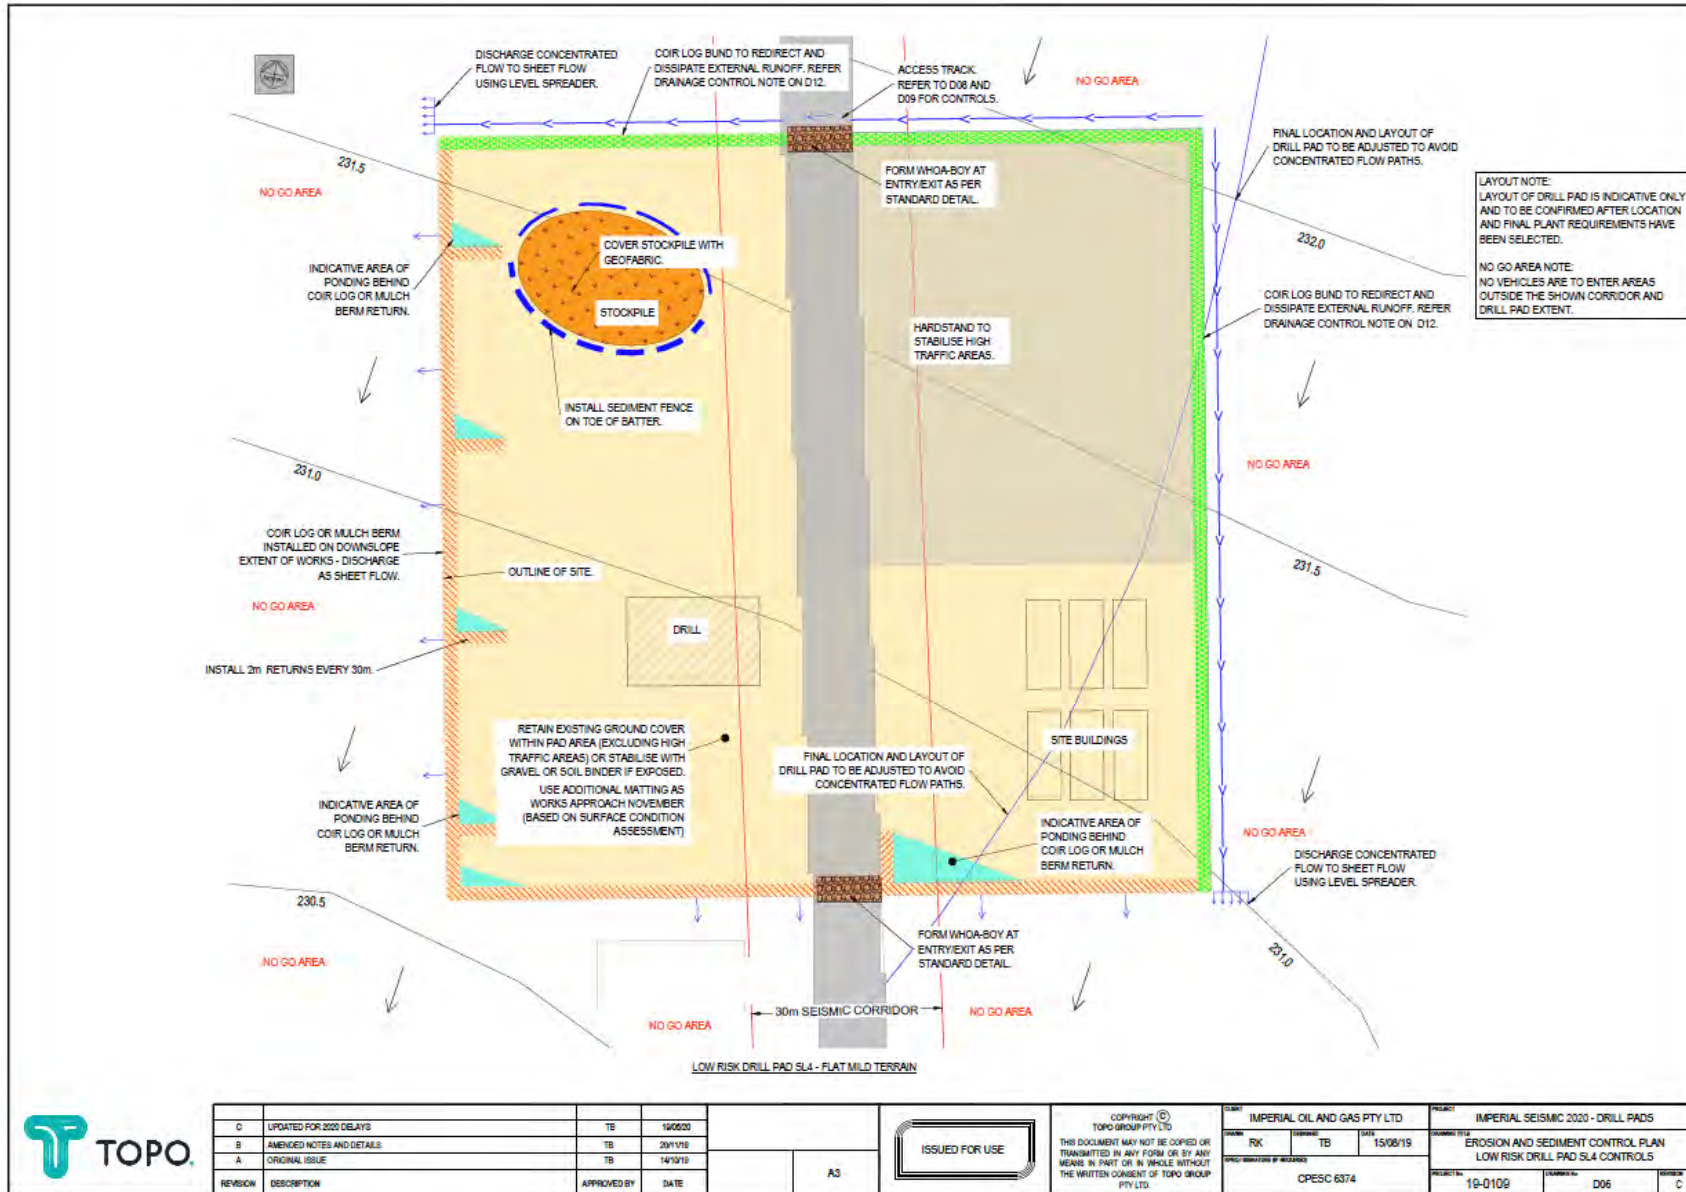 DISCHARGE CONCENTRATED
FLOW TO SHEET FLOW
USING LEVEL SPREADER.
COIR LOG BUND TO REDIRECT AND
DISSIPATE EXTERNAL RUNOFF. REFER
DRAINAGE CONTROL NOTE ON D12.
ACCESS TRACK.
REFER TO D08 AND
D09 FOR CONTROLS.
NO GO AREA
FINAL LOCATION AND LAYOUT OF
DRILL PAD TO BE ADJUSTED TO AVOID
CONCENTRATED FLOW PATHS.
231.5
NO GO AREA
FORM WHOA-BOY AT
ENTRY/EXIT AS PER
STANDARD DETAIL.
LAYOUT NOTE:
LAYOUT OF DRILL PAD IS INDICATIVE ONLY
AND TO BE CONFIRMED AFTER LOCATION
AND FINAL PLANT REQUIREMENTS HAVE
BEEN SELECTED.
NO GO AREA NOTE:
NO VEHICLES ARE TO ENTER AREAS
OUTSIDE THE SHOWN CORRIDOR AND
DRILL PAD EXTENT.
232.0
COVER STOCKPILE WITH
GEOFABRIC.
STOCKPILE
INDICATIVE AREA OF
PONDING BEHIND
COIR LOG OR MULCH
BERM RETURN.
COIR LOG BUND TO REDIRECT AND
DISSIPATE EXTERNAL RUNOFF. REFER
DRAINAGE CONTROL NOTE ON D12.
HARDSTAND TO
STABILISE HIGH
TRAFFIC AREAS.
INSTALL SEDIMENT FENCE
ON TOE OF BATTER.
231.0
NO GO AREA
COIR LOG OR MULCH BERM
INSTALLED ON DOWNSLOPE
EXTENT OF WORKS - DISCHARGE
AS SHEET FLOW.
OUTLINE OF SITE.
231.5
NO GO AREA
DRILL
INSTALL 2m RETURNS EVERY 30m.
RETAIN EXISTING GROUND COVER
WITHIN PAD AREA (EXCLUDING HIGH
TRAFFIC AREAS) OR STABILISE WITH
GRAVEL OR SOIL BINDER IF EXPOSED.
USE ADDITIONAL MATTING AS
WORKS APPROACH NOVEMBER
(BASED ON SURFACE CONDITION
ASSESSMENT)
SITE BUILDINGS
FINAL LOCATION AND LAYOUT OF
DRILL PAD TO BE ADJUSTED TO AVOID
CONCENTRATED FLOW PATHS.
INDICATIVE AREA OF
PONDING BEHIND
COIR LOG OR MULCH
BERM RETURN.
INDICATIVE AREA OF
PONDING BEHIND
COIR LOG OR MULCH
BERM RETURN.
NO GO AREA
DISCHARGE CONCENTRATED
FLOW TO SHEET FLOW
USING LEVEL SPREADER.
230.5
FORM WHOA-BOY AT
ENTRY/EXIT AS PER
STANDARD DETAIL.
231.0
NO GO AREA
30m SEISMIC CORRIDOR
NO GO AREA
NO GO AREA
LOW RISK DRILL PAD 5L4 - FLAT MILD TERRAIN
TOPO.
C UPDATED FOR 2020 DELAYS TB 19/05/20
B AMENDED NOTES AND DETAILS TB 20/11/19
A ORIGINAL ISSUE TB 14/10/19
REVISION DESCRIPTION APPROVED BY DATE
A3
ISSUED FOR USE
COPYRIGHT ©
TOPO GROUP PTY LTD
THIS DOCUMENT MAY NOT BE COPIED OR
TRANSMITTED IN ANY FORM OR BY ANY
MEANS IN PART OR IN WHOLE WITHOUT
THE WRITTEN CONSENT OF TOPO GROUP
PTY LTD.
CLIENT
IMPERIAL OIL AND GAS PTY LTD
DRAWN RK DESIGNED TB DATE 15/08/19
CPESC 6374
PROJECT
IMPERIAL SEISMIC 2020 - DRILL PADS
DRAWING TITLE
EROSION AND SEDIMENT CONTROL PLAN
LOW RISK DRILL PAD 5L4 CONTROLS
PROJECT No. 19-0109 DRAWING No. D06 REVISION C